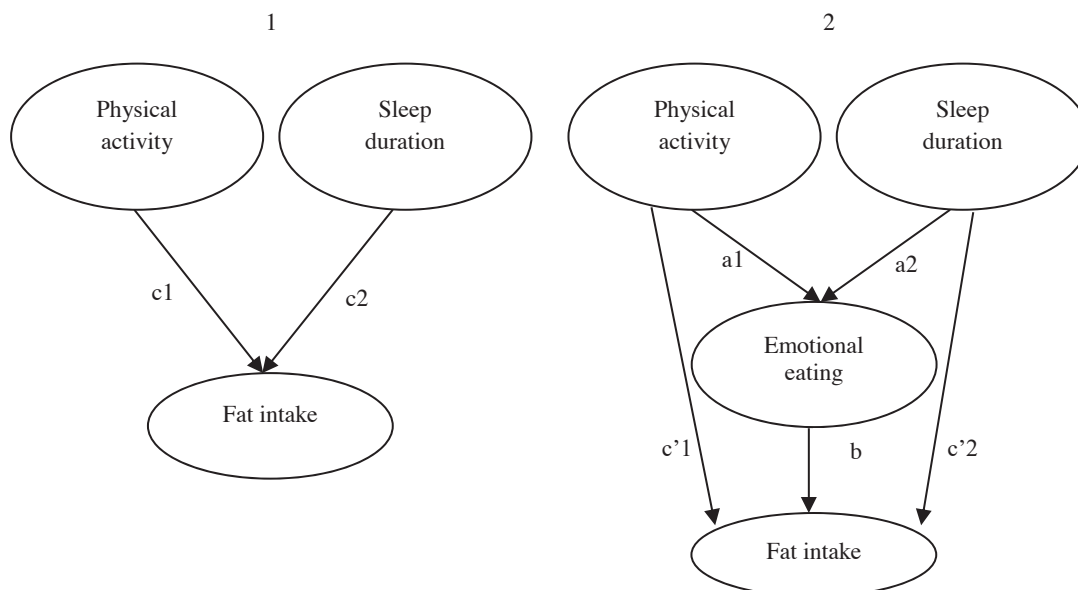 1
Physical
activity
Sleep
duration
c1
c2
Fat intake
2
Physical
activity
Sleep
duration
a1
a2
Emotional
eating
c’1
b
c’2
Fat intake